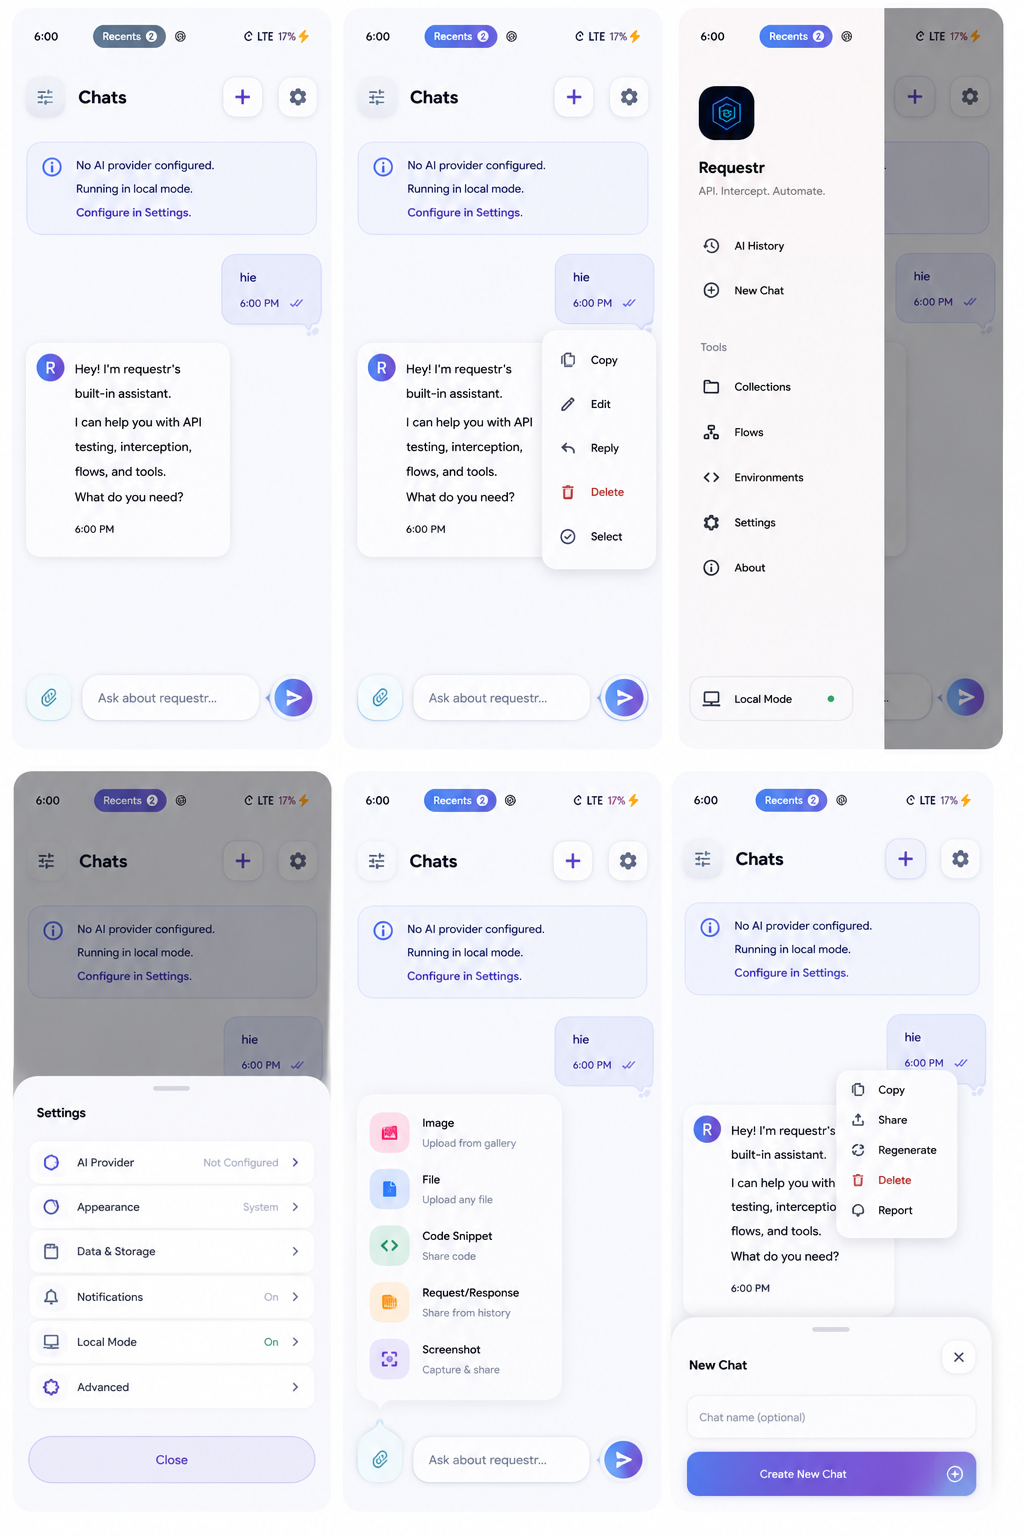 6:00
Recents 2
LTE 17%
Chats
No AI provider configured.
Running in local mode.
Configure in Settings.
hie
6:00 PM
R
Hey! I'm requestr's
built-in assistant.
I can help you with API
testing, interception,
flows, and tools.
What do you need?
6:00 PM
Ask about requestr...
6:00
Recents 2
LTE 17%
Chats
No AI provider configured.
Running in local mode.
Configure in Settings.
hie
6:00 PM
R
Hey! I'm requestr's
built-in assistant.
I can help you with API
testing, interception,
flows, and tools.
What do you need?
6:00 PM
Copy
Edit
Reply
Delete
Select
Ask about requestr...
6:00
Recents 2
LTE 17%
Requestr
API. Intercept. Automate.
AI History
New Chat
Tools
Collections
Flows
Environments
Settings
About
Local Mode
hie
6:00 PM
6:00
Recents 2
LTE 17%
Chats
No AI provider configured.
Running in local mode.
Configure in Settings.
hie
6:00 PM
Settings
AI Provider Not Configured
Appearance System
Data & Storage
Notifications On
Local Mode On
Advanced
Close
6:00
Recents 2
LTE 17%
Chats
No AI provider configured.
Running in local mode.
Configure in Settings.
hie
6:00 PM
Image
Upload from gallery
File
Upload any file
Code Snippet
Share code
Request/Response
Share from history
Screenshot
Capture & share
Ask about requestr...
6:00
Recents 2
LTE 17%
Chats
No AI provider configured.
Running in local mode.
Configure in Settings.
hie
6:00 PM
Copy
Share
Regenerate
Delete
Report
R
Hey! I'm requestr's
built-in assistant.
I can help you with
testing, interceptio
flows, and tools.
What do you need?
6:00 PM
New Chat
Chat name (optional)
Create New Chat